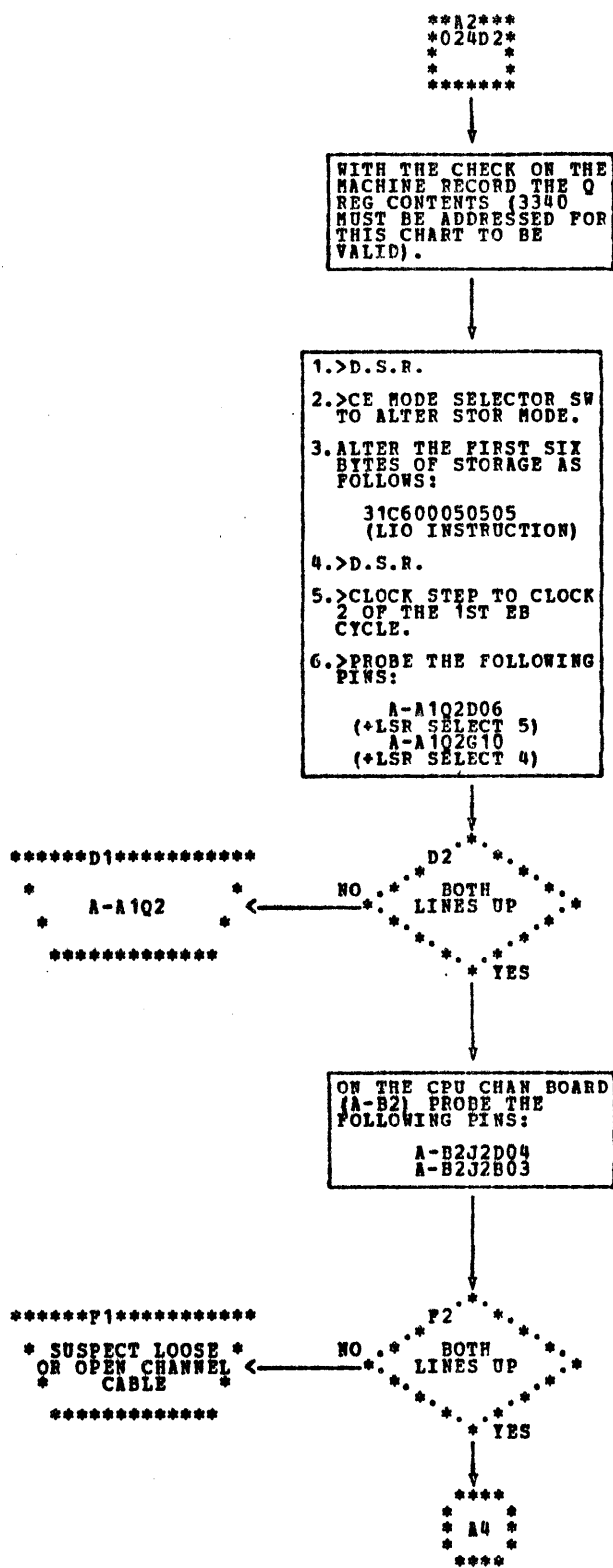 **A2***
*024D2*
*     *
*     *
*******
WITH THE CHECK ON THE
MACHINE RECORD THE Q
REG CONTENTS (3340
MUST BE ADDRESSED FOR
THIS CHART TO BE
VALID).
1.>D.S.R.
2.>CE MODE SELECTOR SW
TO ALTER STOR MODE.
3.ALTER THE FIRST SIX
BYTES OF STORAGE AS
FOLLOWS:
31C600050505
(LIO INSTRUCTION)
4.>D.S.R.
5.>CLOCK STEP TO CLOCK
2 OF THE 1ST EB
CYCLE.
6.>PROBE THE FOLLOWING
PINS:
A-A1Q2D06
(+LSR SELECT 5)
A-A1Q2G10
(+LSR SELECT 4)
D2
BOTH
LINES UP
NO
YES
******D1***********
* A-A1Q2 *
*************
ON THE CPU CHAN BOARD
(A-B2) PROBE THE
FOLLOWING PINS:
A-B2J2D04
A-B2J2B03
F2
BOTH
LINES UP
NO
YES
******F1***********
* SUSPECT LOOSE *
OR OPEN CHANNEL
* CABLE *
*************
****
* A4 *
****